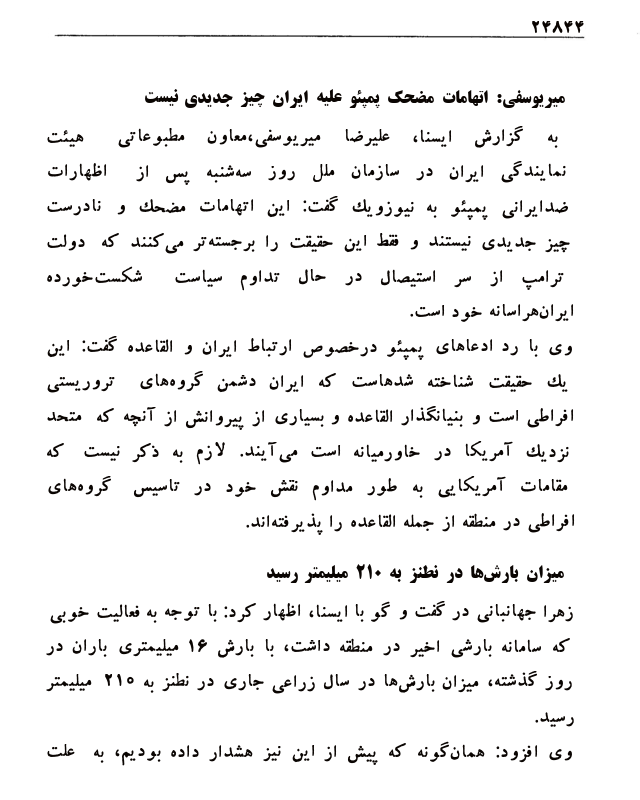 ۲۴۸۴۴
میریوسفی: اتهامات مضحک پمپئو علیه ایران چیز جدیدی نیست
به گزارش ایسنا، علیرضا میریوسفی،معاون مطبوعاتی هیئت
نمایندگی ایران در سازمان ملل روز سه‌شنبه پس از اظهارات
ضدایرانی پمپئو به نیوزویك گفت: این اتهامات مضحك و نادرست
چیز جدیدی نیستند و فقط این حقیقت را برجسته‌تر می‌کنند که دولت
ترامپ از سر استیصال در حال تداوم سیاست شکست‌خورده
ایران‌هراسانه خود است.
وی با رد ادعاهای پمپئو درخصوص ارتباط ایران و القاعده گفت: این
یك حقیقت شناخته شده‌است که ایران دشمن گروه‌های تروریستی
افراطی است و بنیانگذار القاعده و بسیاری از پیروانش از آنچه که متحد
نزدیك آمریکا در خاورمیانه است می‌آیند. لازم به ذکر نیست که
مقامات آمریکایی به طور مداوم نقش خود در تاسیس گروه‌های
افراطی در منطقه از جمله القاعده را پذیرفته‌اند.
میزان بارش‌ها در نطنز به ۲۱۰ میلیمتر رسید
زهرا جهانبانی در گفت و گو با ایسنا، اظهار کرد: با توجه به فعالیت خوبی
که سامانه بارشی اخیر در منطقه داشت، با بارش ۱۶ میلیمتری باران در
روز گذشته، میزان بارش‌ها در سال زراعی جاری در نطنز به ۲۱۰ میلیمتر
رسید.
وی افزود: همان‌گونه که پیش از این نیز هشدار داده بودیم، به علت